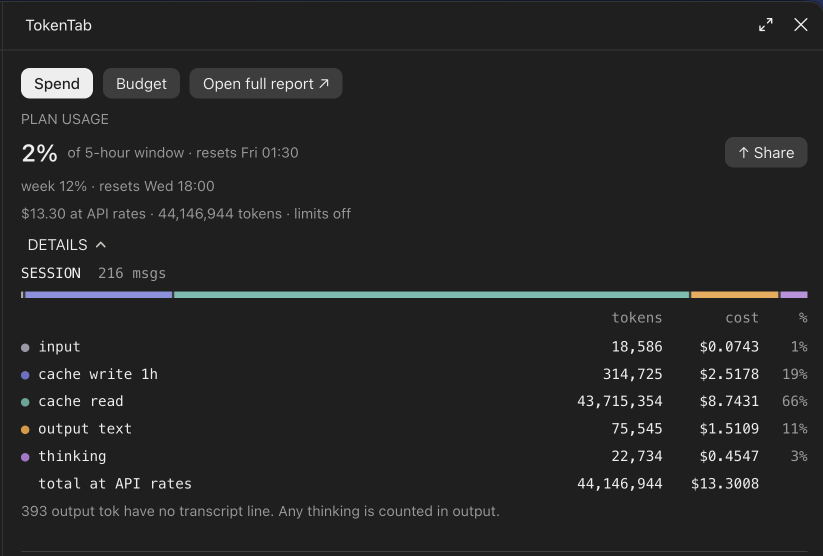 TokenTab
Spend Budget Open full report ↗
PLAN USAGE
2% of 5-hour window · resets Fri 01:30
↑ Share
week 12% · resets Wed 18:00
$13.30 at API rates · 44,146,944 tokens · limits off
DETAILS
SESSION 216 msgs
tokens cost %
input 18,586 $0.0743 1%
cache write 1h 314,725 $2.5178 19%
cache read 43,715,354 $8.7431 66%
output text 75,545 $1.5109 11%
thinking 22,734 $0.4547 3%
total at API rates 44,146,944 $13.3008
393 output tok have no transcript line. Any thinking is counted in output.